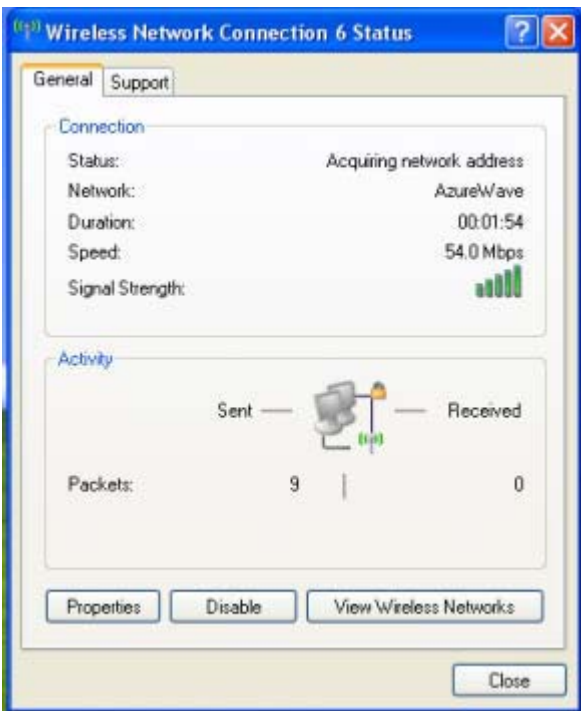 Wireless Network Connection 6 Status
General Support
Connection
Status: Acquiring network address
Network: AzureWave
Duration: 00:01:54
Speed: 54.0 Mbps
Signal Strength:
Activity
Sent — — Received
Packets: 9 | 0
Properties Disable View Wireless Networks
Close